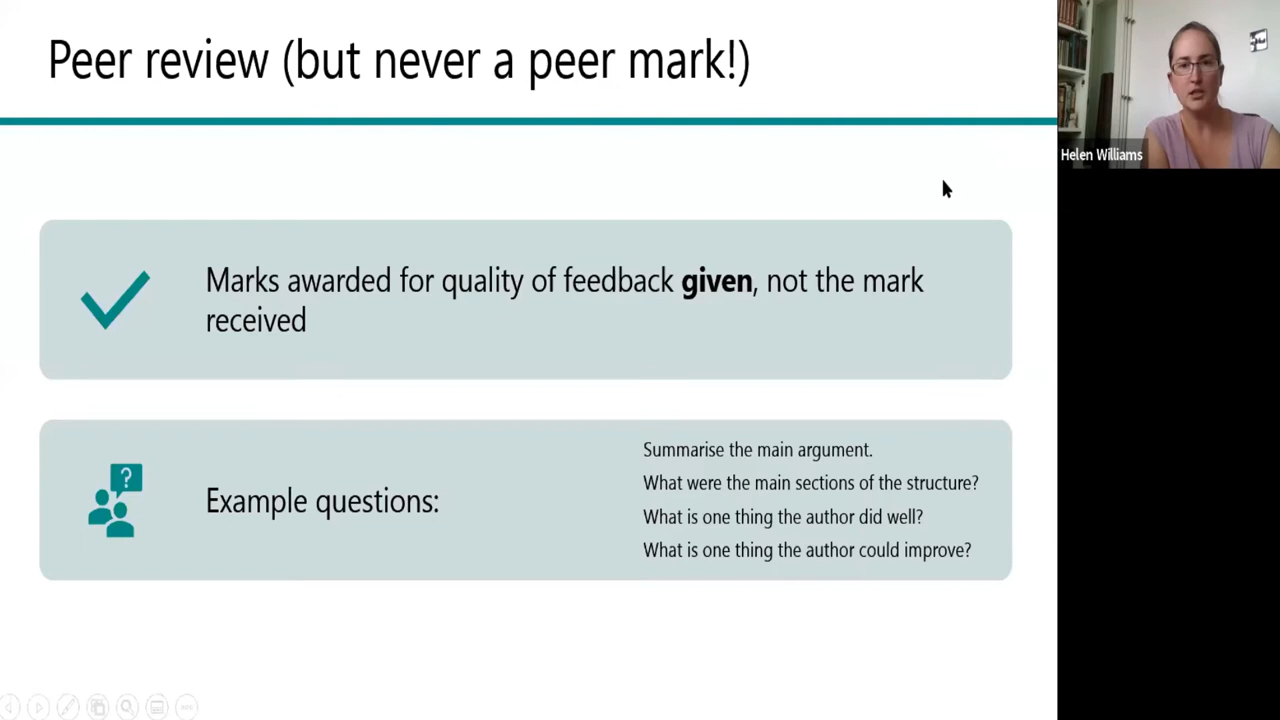 Peer review (but never a peer mark!)
Helen Williams
Marks awarded for quality of feedback given, not the mark
received
?
Example questions:
Summarise the main argument.
What were the main sections of the structure?
What is one thing the author did well?
What is one thing the author could improve?